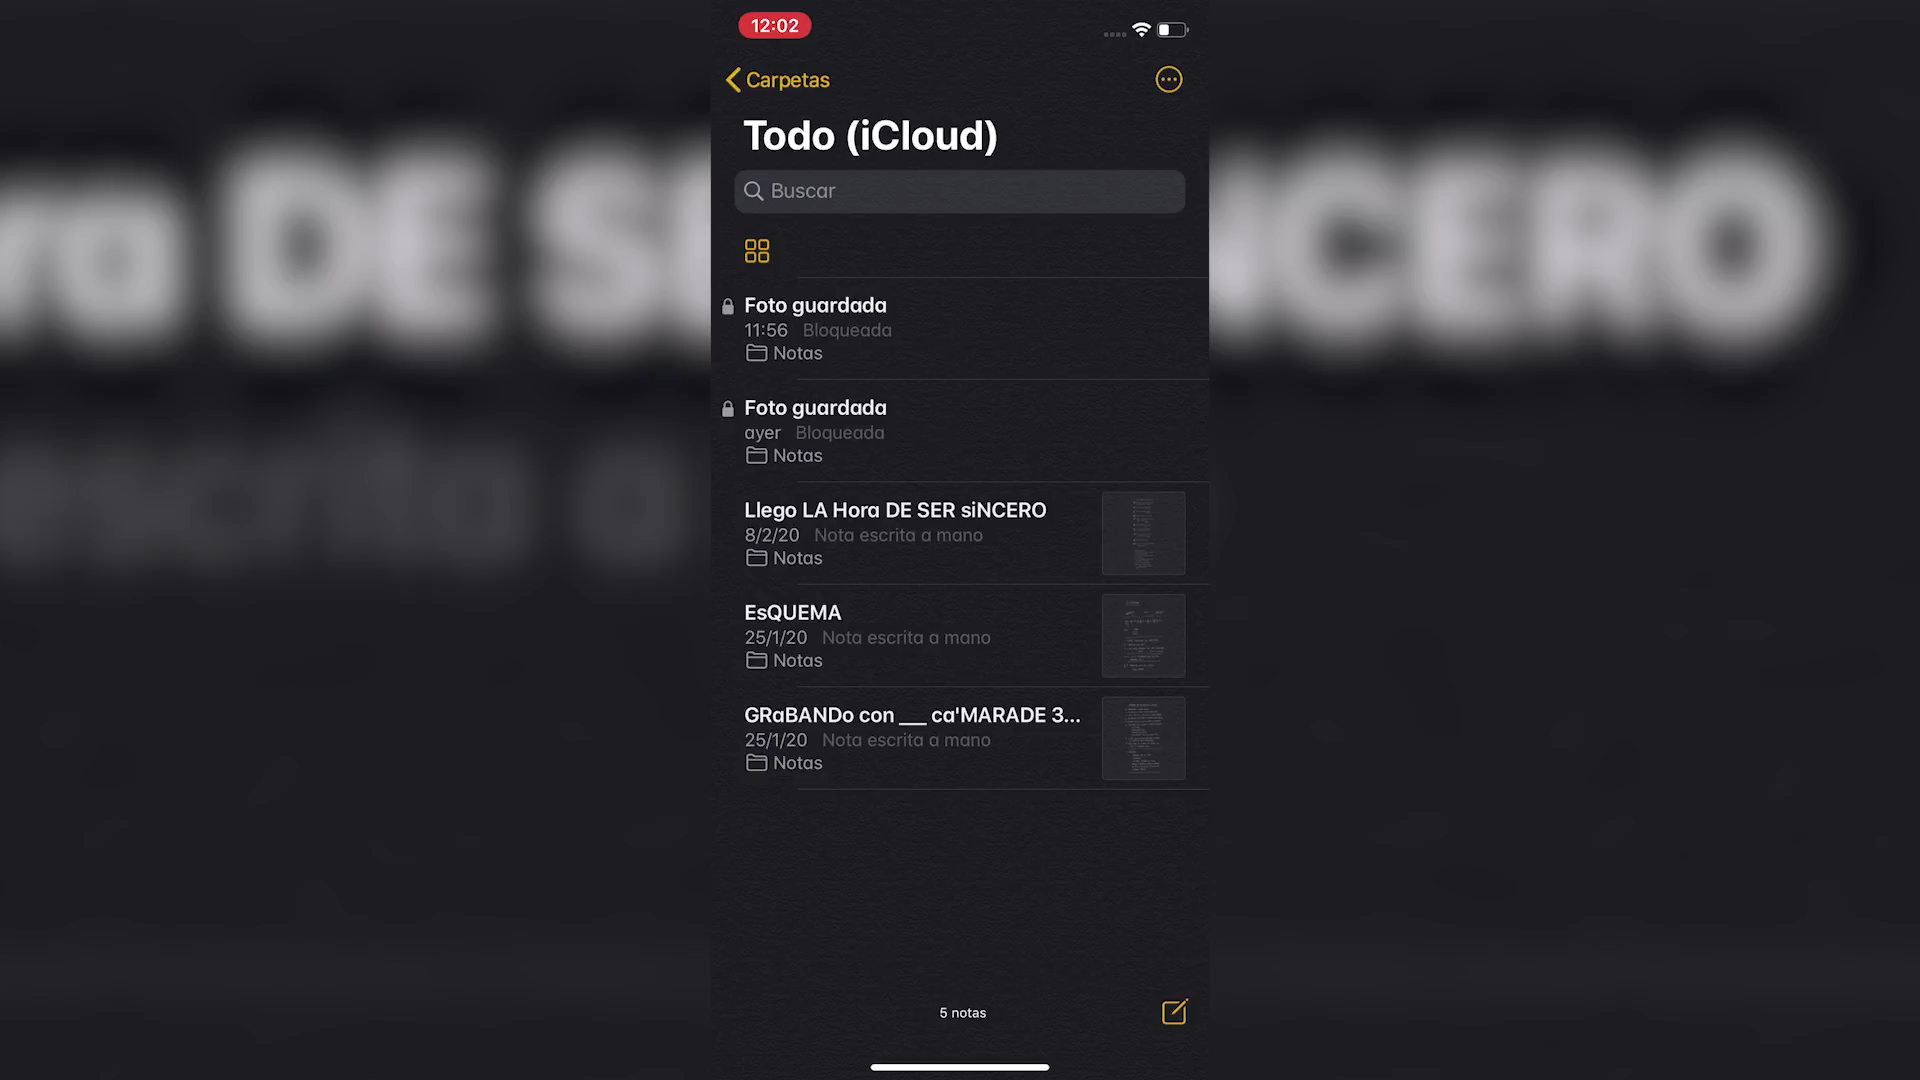 12:02
Carpetas
Todo (iCloud)
Buscar
Foto guardada
11:56 Bloqueada
Notas
Foto guardada
ayer Bloqueada
Notas
Llego LA Hora DE SER siNCERO
8/2/20 Nota escrita a mano
Notas
EsQUEMA
25/1/20 Nota escrita a mano
Notas
GRaBANDo con ___ ca'MARADE 3...
25/1/20 Nota escrita a mano
Notas
5 notas